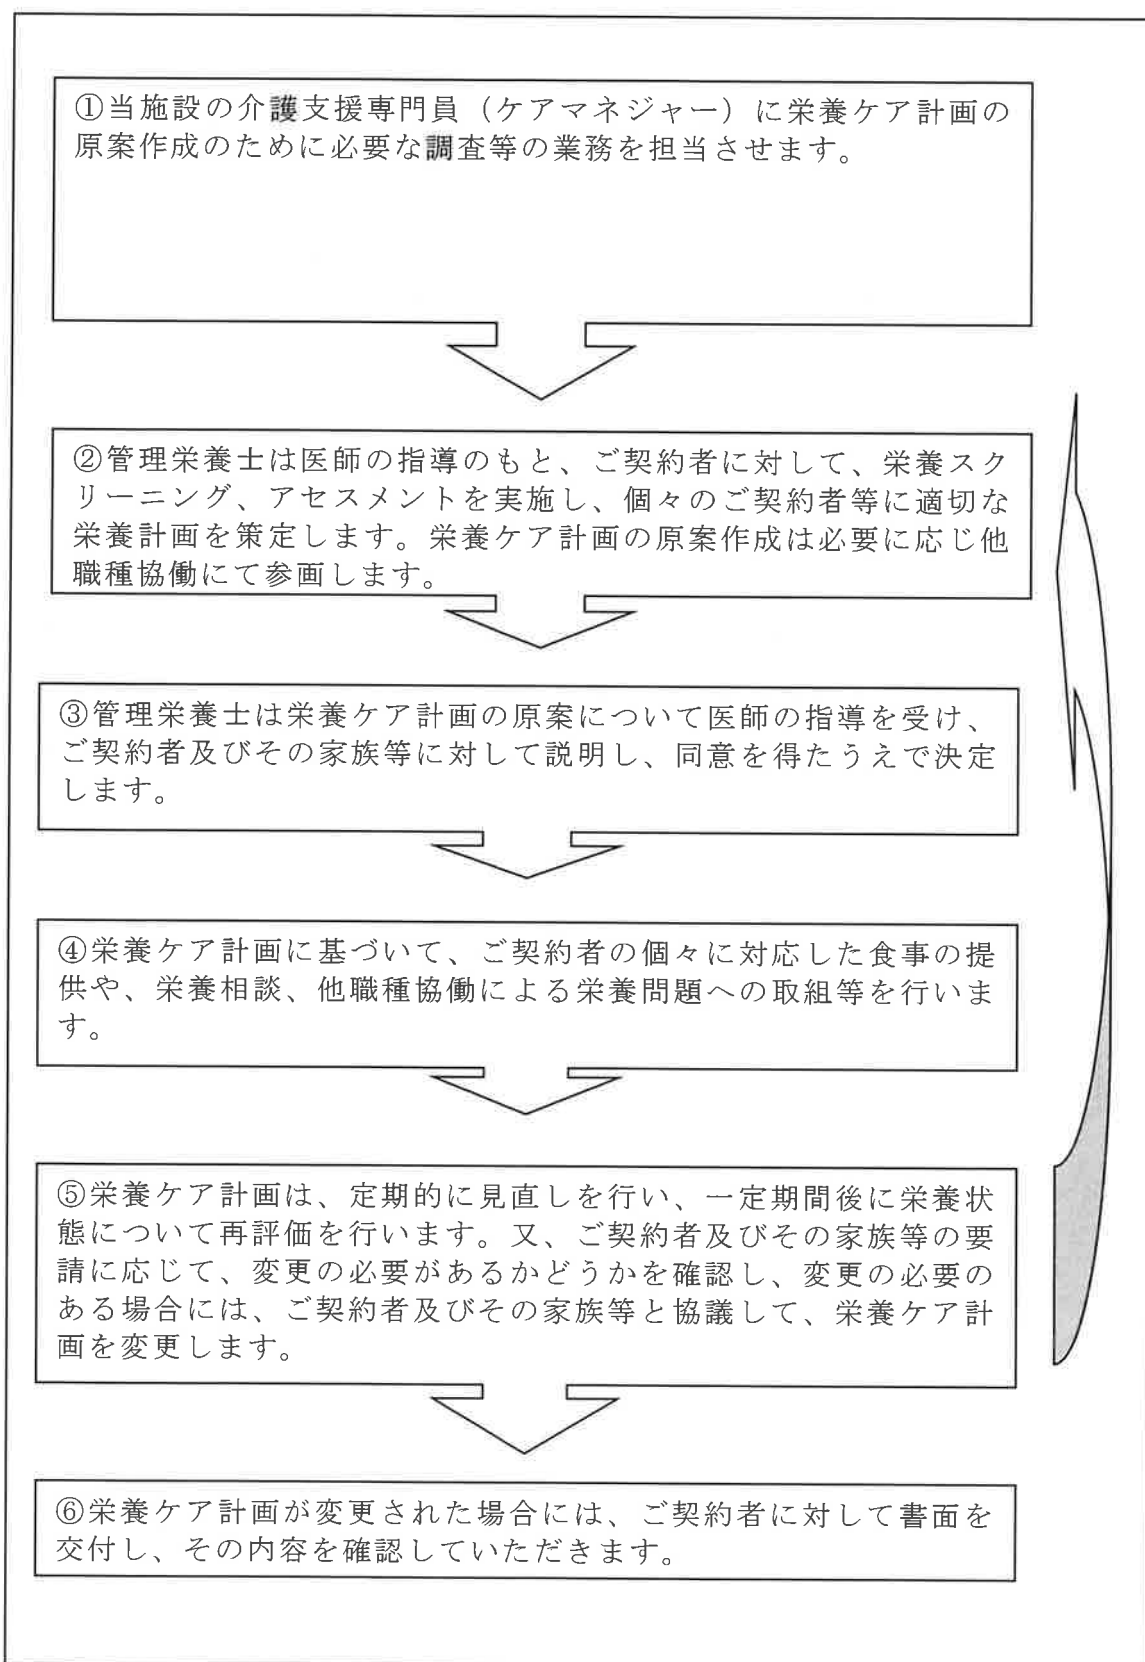 ①当施設の介護支援専門員（ケアマネジャー）に栄養ケア計画の
原案作成のために必要な調査等の業務を担当させます。
②管理栄養士は医師の指導のもと、ご契約者に対して、栄養スク
リーニング、アセスメントを実施し、個々のご契約者等に適切な
栄養計画を策定します。栄養ケア計画の原案作成は必要に応じ他
職種協働にて参画します。
③管理栄養士は栄養ケア計画の原案について医師の指導を受け、
ご契約者及びその家族等に対して説明し、同意を得たうえで決定
します。
④栄養ケア計画に基づいて、ご契約者の個々に対応した食事の提
供や、栄養相談、他職種協働による栄養問題への取組等を行いま
す。
⑤栄養ケア計画は、定期的に見直しを行い、一定期間後に栄養状
態について再評価を行います。又、ご契約者及びその家族等の要
請に応じて、変更の必要があるかどうかを確認し、変更の必要の
ある場合には、ご契約者及びその家族等と協議して、栄養ケア計
画を変更します。
⑥栄養ケア計画が変更された場合には、ご契約者に対して書面を
交付し、その内容を確認していただきます。